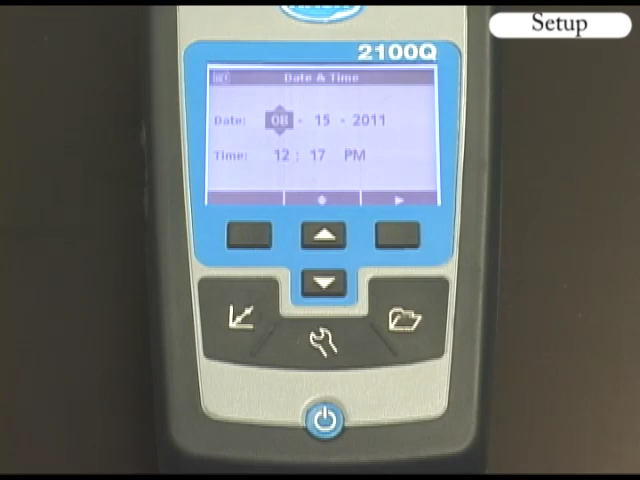 Setup
2100Q
Date & Time
Date: 08 - 15 - 2011
Time: 12 : 17 PM